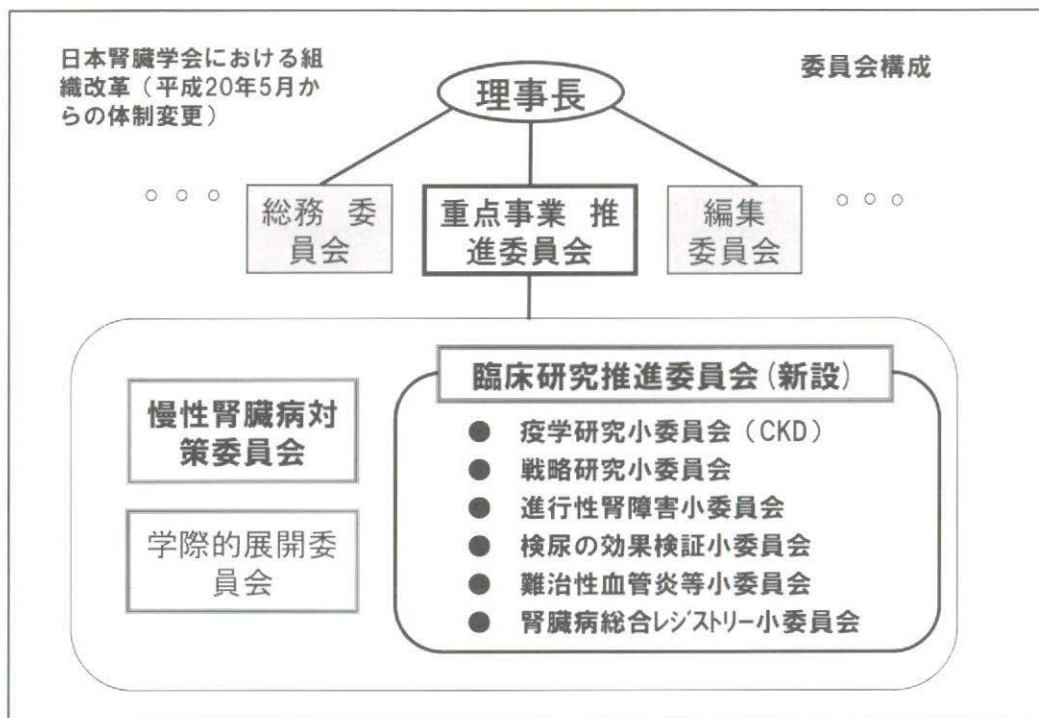 日本腎臓学会における組
織改革（平成20年5月か
らの体制変更）
委員会構成
理事長
○ ○ ○
総務 委
員会
重点事業 推
進委員会
編集
委員会
○ ○ ○
慢性腎臓病対
策委員会
学際的展開委
員会
臨床研究推進委員会（新設）
● 疫学研究小委員会（CKD）
● 戦略研究小委員会
● 進行性腎障害小委員会
● 検尿の効果検証小委員会
● 難治性血管炎等小委員会
● 腎臓病総合ﾚｼﾞｽﾄﾘｰ小委員会